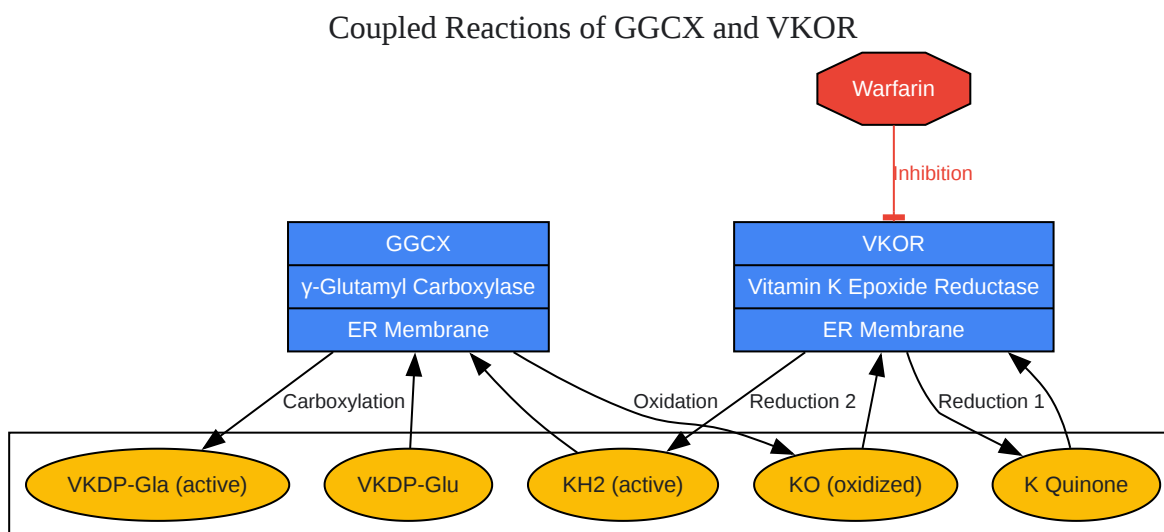 Coupled Reactions of GGCX and VKOR
Warfarin
Inhibition
GGCX
γ-Glutamyl Carboxylase
ER Membrane
VKOR
Vitamin K Epoxide Reductase
ER Membrane
Carboxylation
Oxidation
Reduction 2
Reduction 1
VKDP-Gla (active)
VKDP-Glu
KH2 (active)
KO (oxidized)
K Quinone